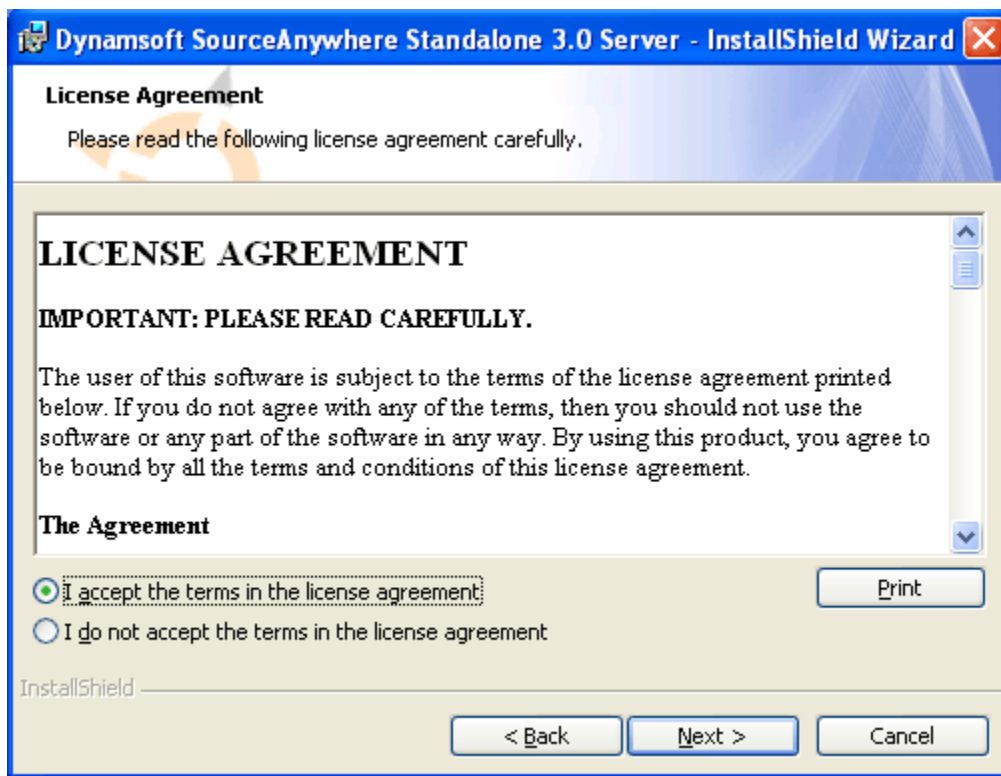 Dynamsoft SourceAnywhere Standalone 3.0 Server - InstallShield Wizard
License Agreement
Please read the following license agreement carefully.
LICENSE AGREEMENT
IMPORTANT: PLEASE READ CAREFULLY.
The user of this software is subject to the terms of the license agreement printed
below. If you do not agree with any of the terms, then you should not use the
software or any part of the software in any way. By using this product, you agree to
be bound by all the terms and conditions of this license agreement.
The Agreement
I accept the terms in the license agreement
Print
I do not accept the terms in the license agreement
InstallShield
< Back
Next >
Cancel